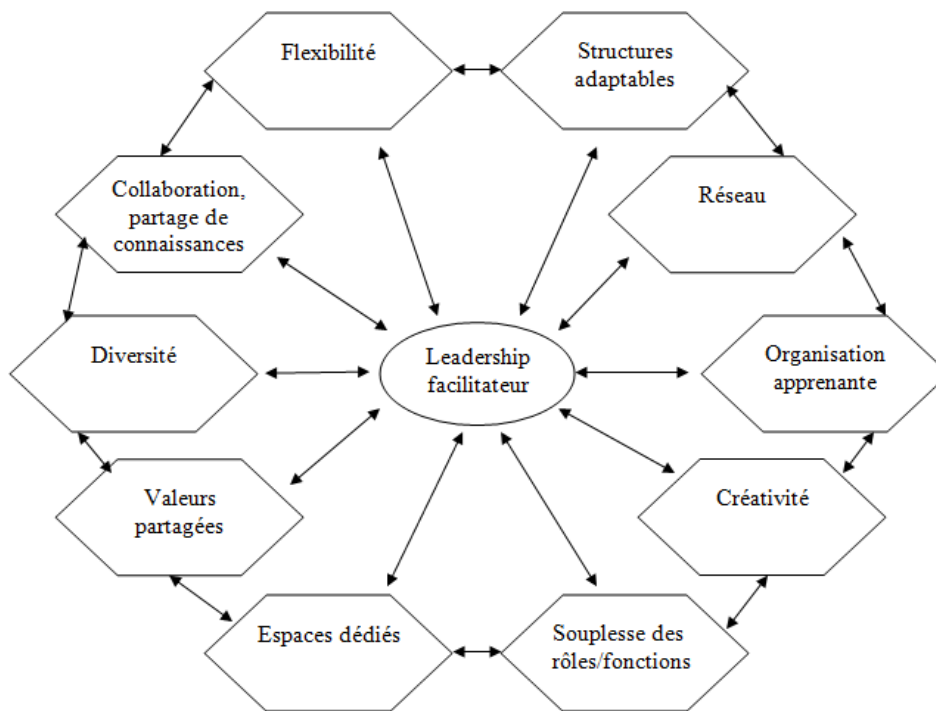 Flexibilité
Structures
adaptables
Collaboration,
partage de
connaissances
Réseau
Diversité
Leadership
facilitateur
Organisation
apprenante
Valeurs
partagées
Créativité
Espaces dédiés
Souplesse des
rôles/fonctions